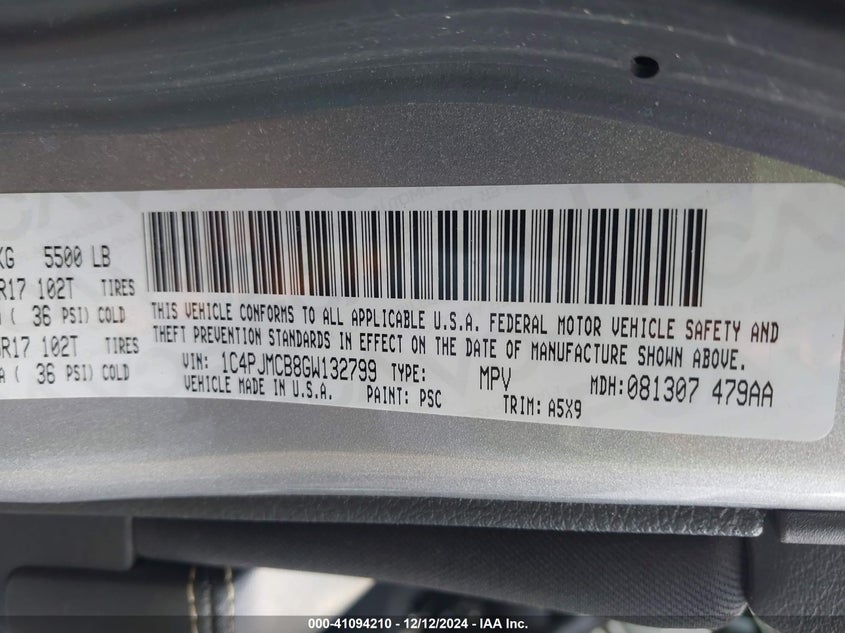 KG 5500 LB
R17 102T TIRES
( 36 PSI) COLD
5R17 102T TIRES
A ( 36 PSI) COLD
THIS VEHICLE CONFORMS TO ALL APPLICABLE U.S.A. FEDERAL MOTOR VEHICLE SAFETY AND
THEFT PREVENTION STANDARDS IN EFFECT ON THE DATE OF MANUFACTURE SHOWN ABOVE.
VIN: 1C4PJMCB8GW132799 TYPE: MPV MDH:081307 479AA
VEHICLE MADE IN U.S.A. PAINT: PSC TRIM: A5X9
000-41094210 – 12/12/2024 – IAA Inc.